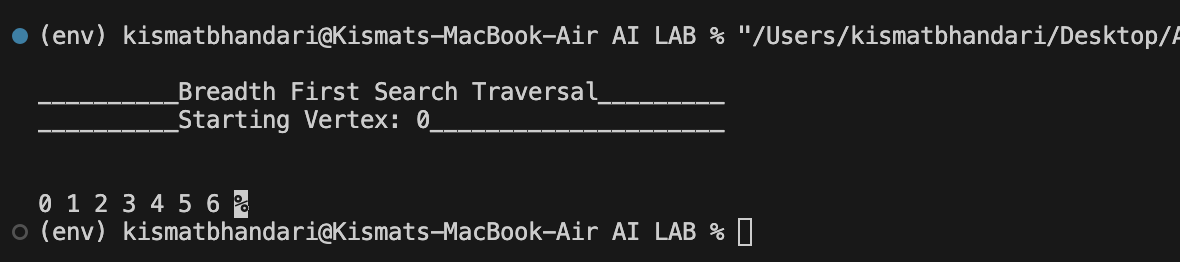 (env) kismatbhandari@Kismats-MacBook-Air AI LAB % "/Users/kismatbhandari/Desktop/A
__________Breadth First Search Traversal_________
__________Starting Vertex: 0_____________________
0 1 2 3 4 5 6 %
(env) kismatbhandari@Kismats-MacBook-Air AI LAB %